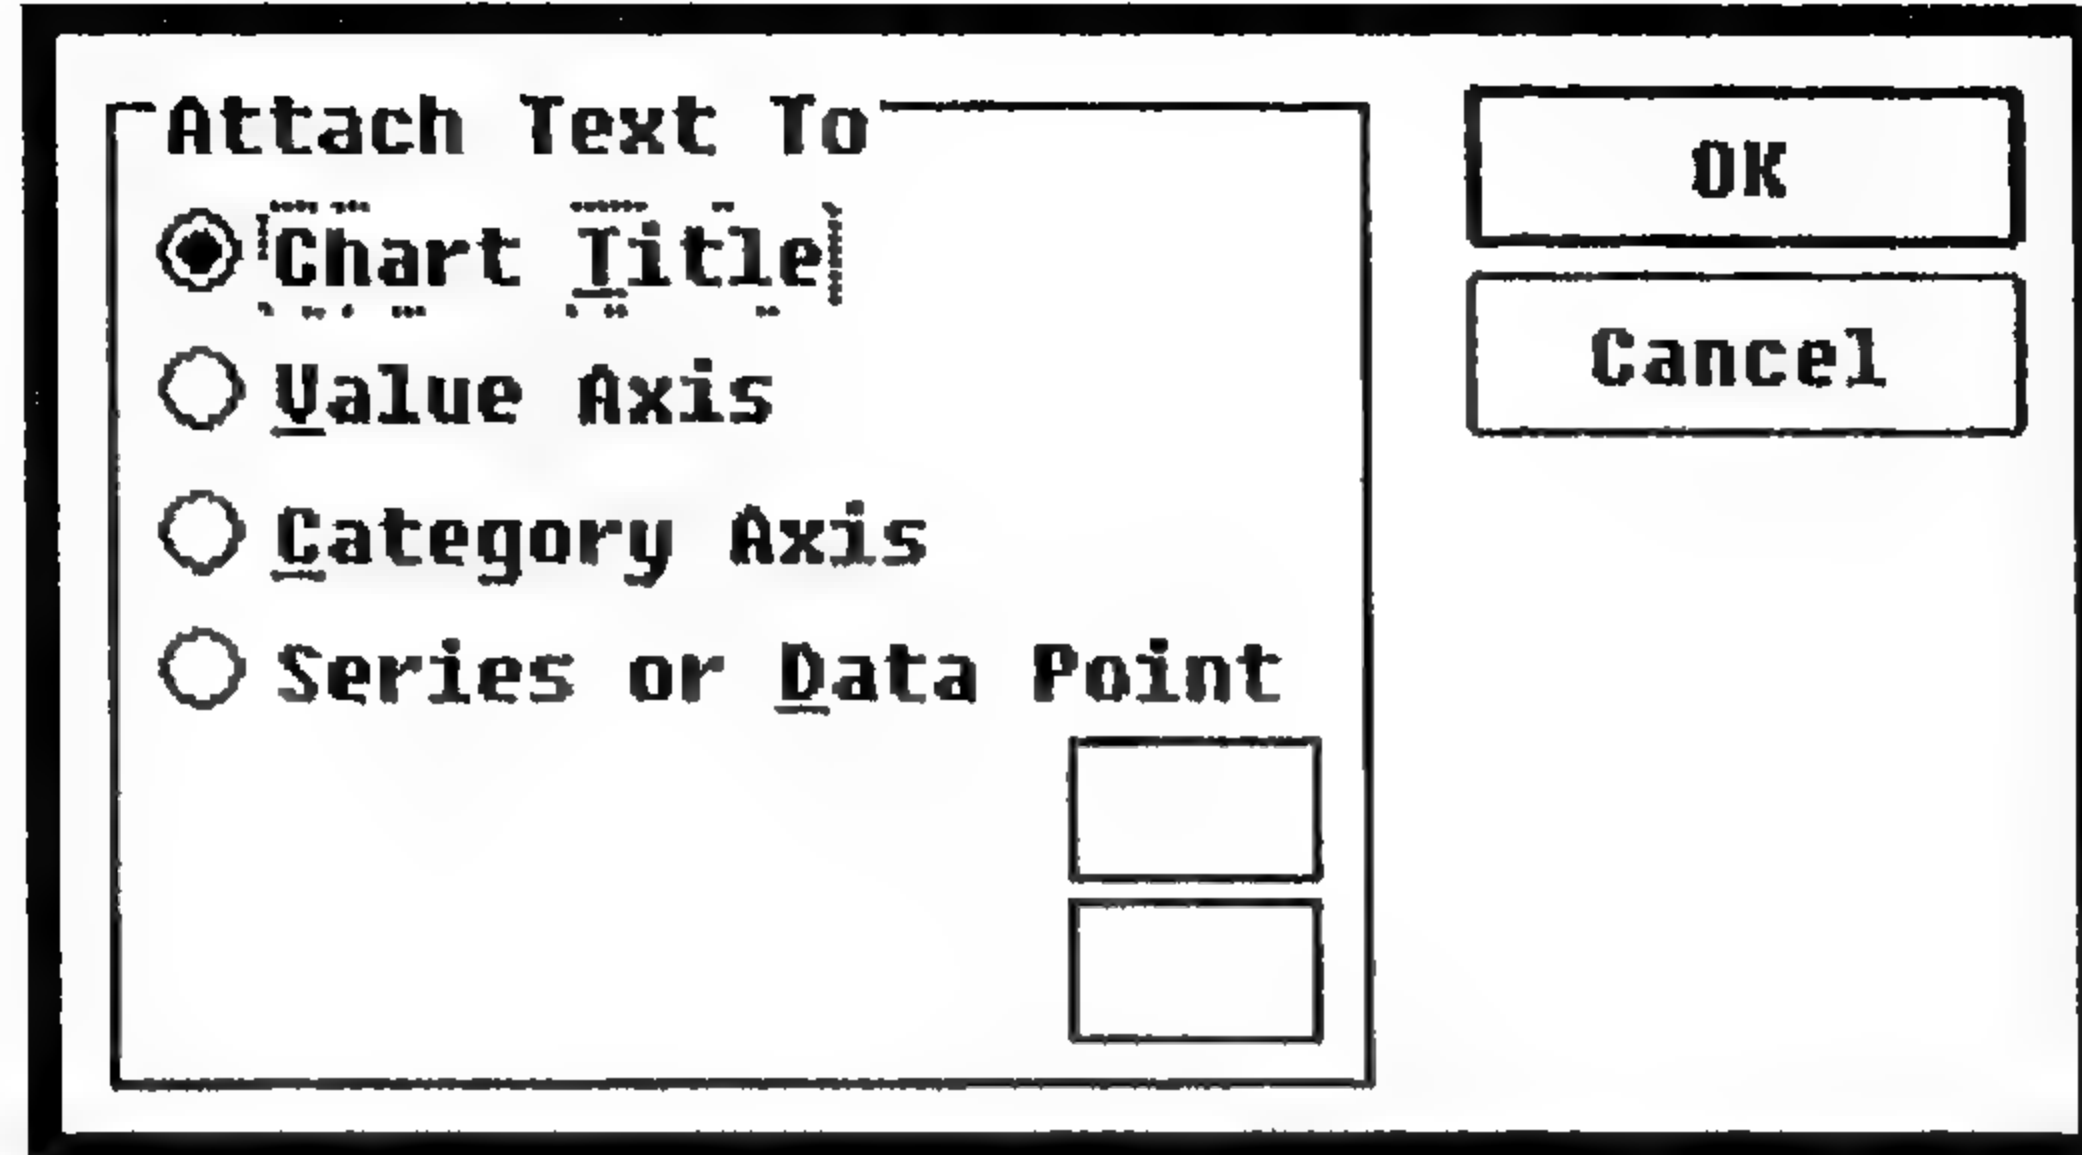 Attach Text To
Chart Title
Value Axis
Category Axis
Series or Data Point
OK
Cancel